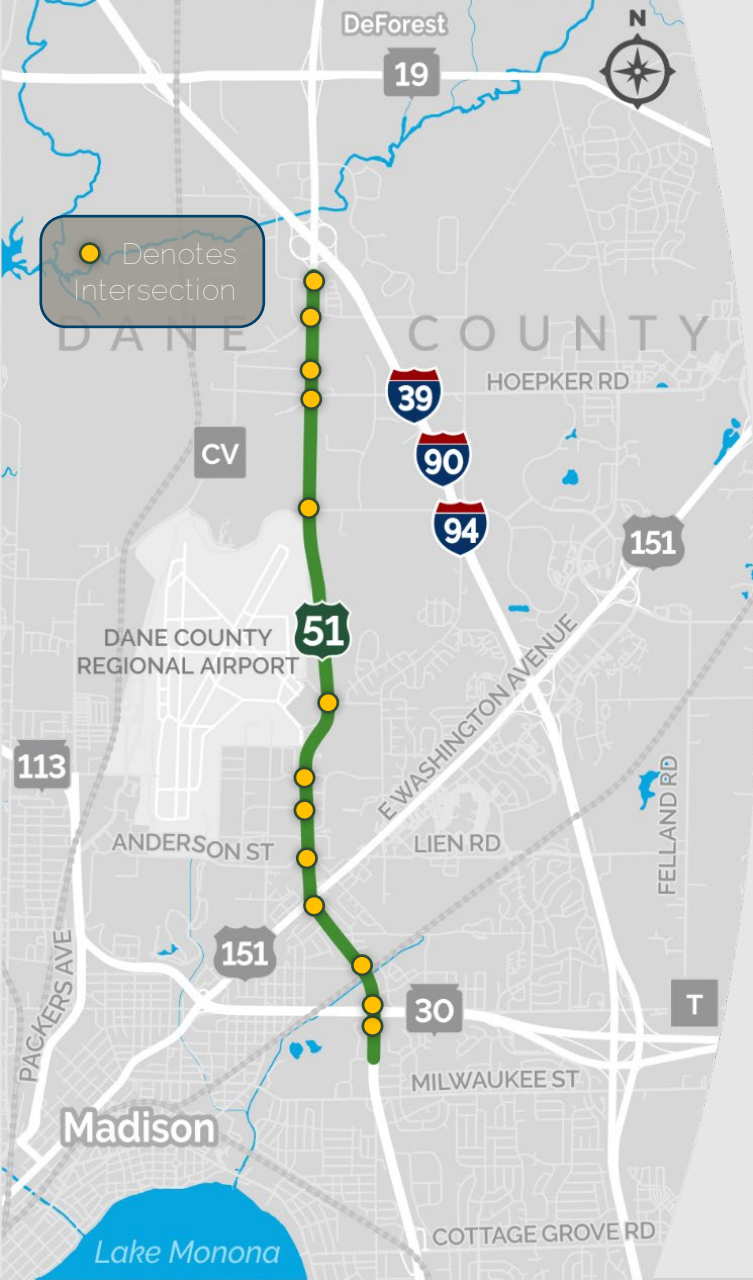 DeForest
N
19
Denotes
Intersection
DANE COUNTY
HOEPKER RD
39
CV
90
94
151
51
DANE COUNTY
REGIONAL AIRPORT
E WASHINGTON AVENUE
113
FELLAND RD
ANDERSON ST
LIEN RD
151
PACKERS AVE
30
T
MILWAUKEE ST
Madison
COTTAGE GROVE RD
Lake Monona